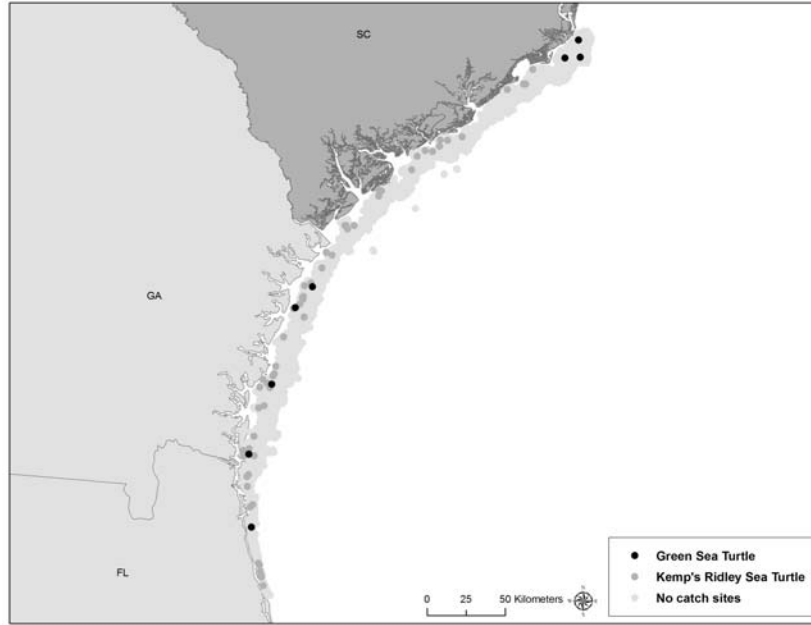 SC
GA
FL
Green Sea Turtle
Kemp's Ridley Sea Turtle
No catch sites
0 25 50 Kilometers